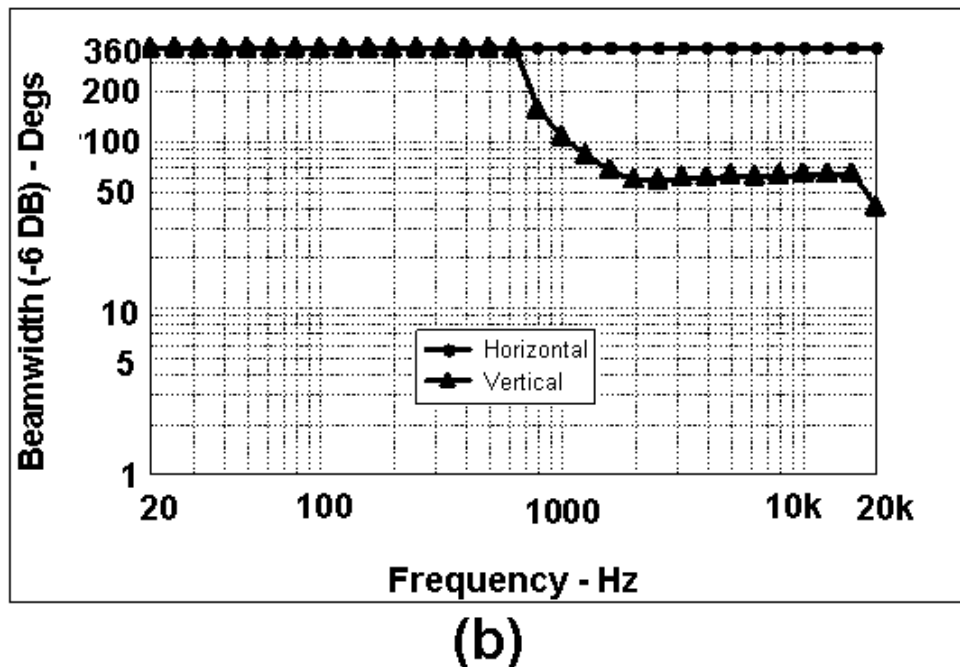 360
200
100
50
10
5
1
Beamwidth (-6 DB) - Degs
Horizontal
Vertical
20 100 1000 10k 20k
Frequency - Hz
(b)